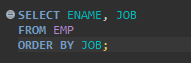 SELECT ENAME, JOB
FROM EMP
ORDER BY JOB;